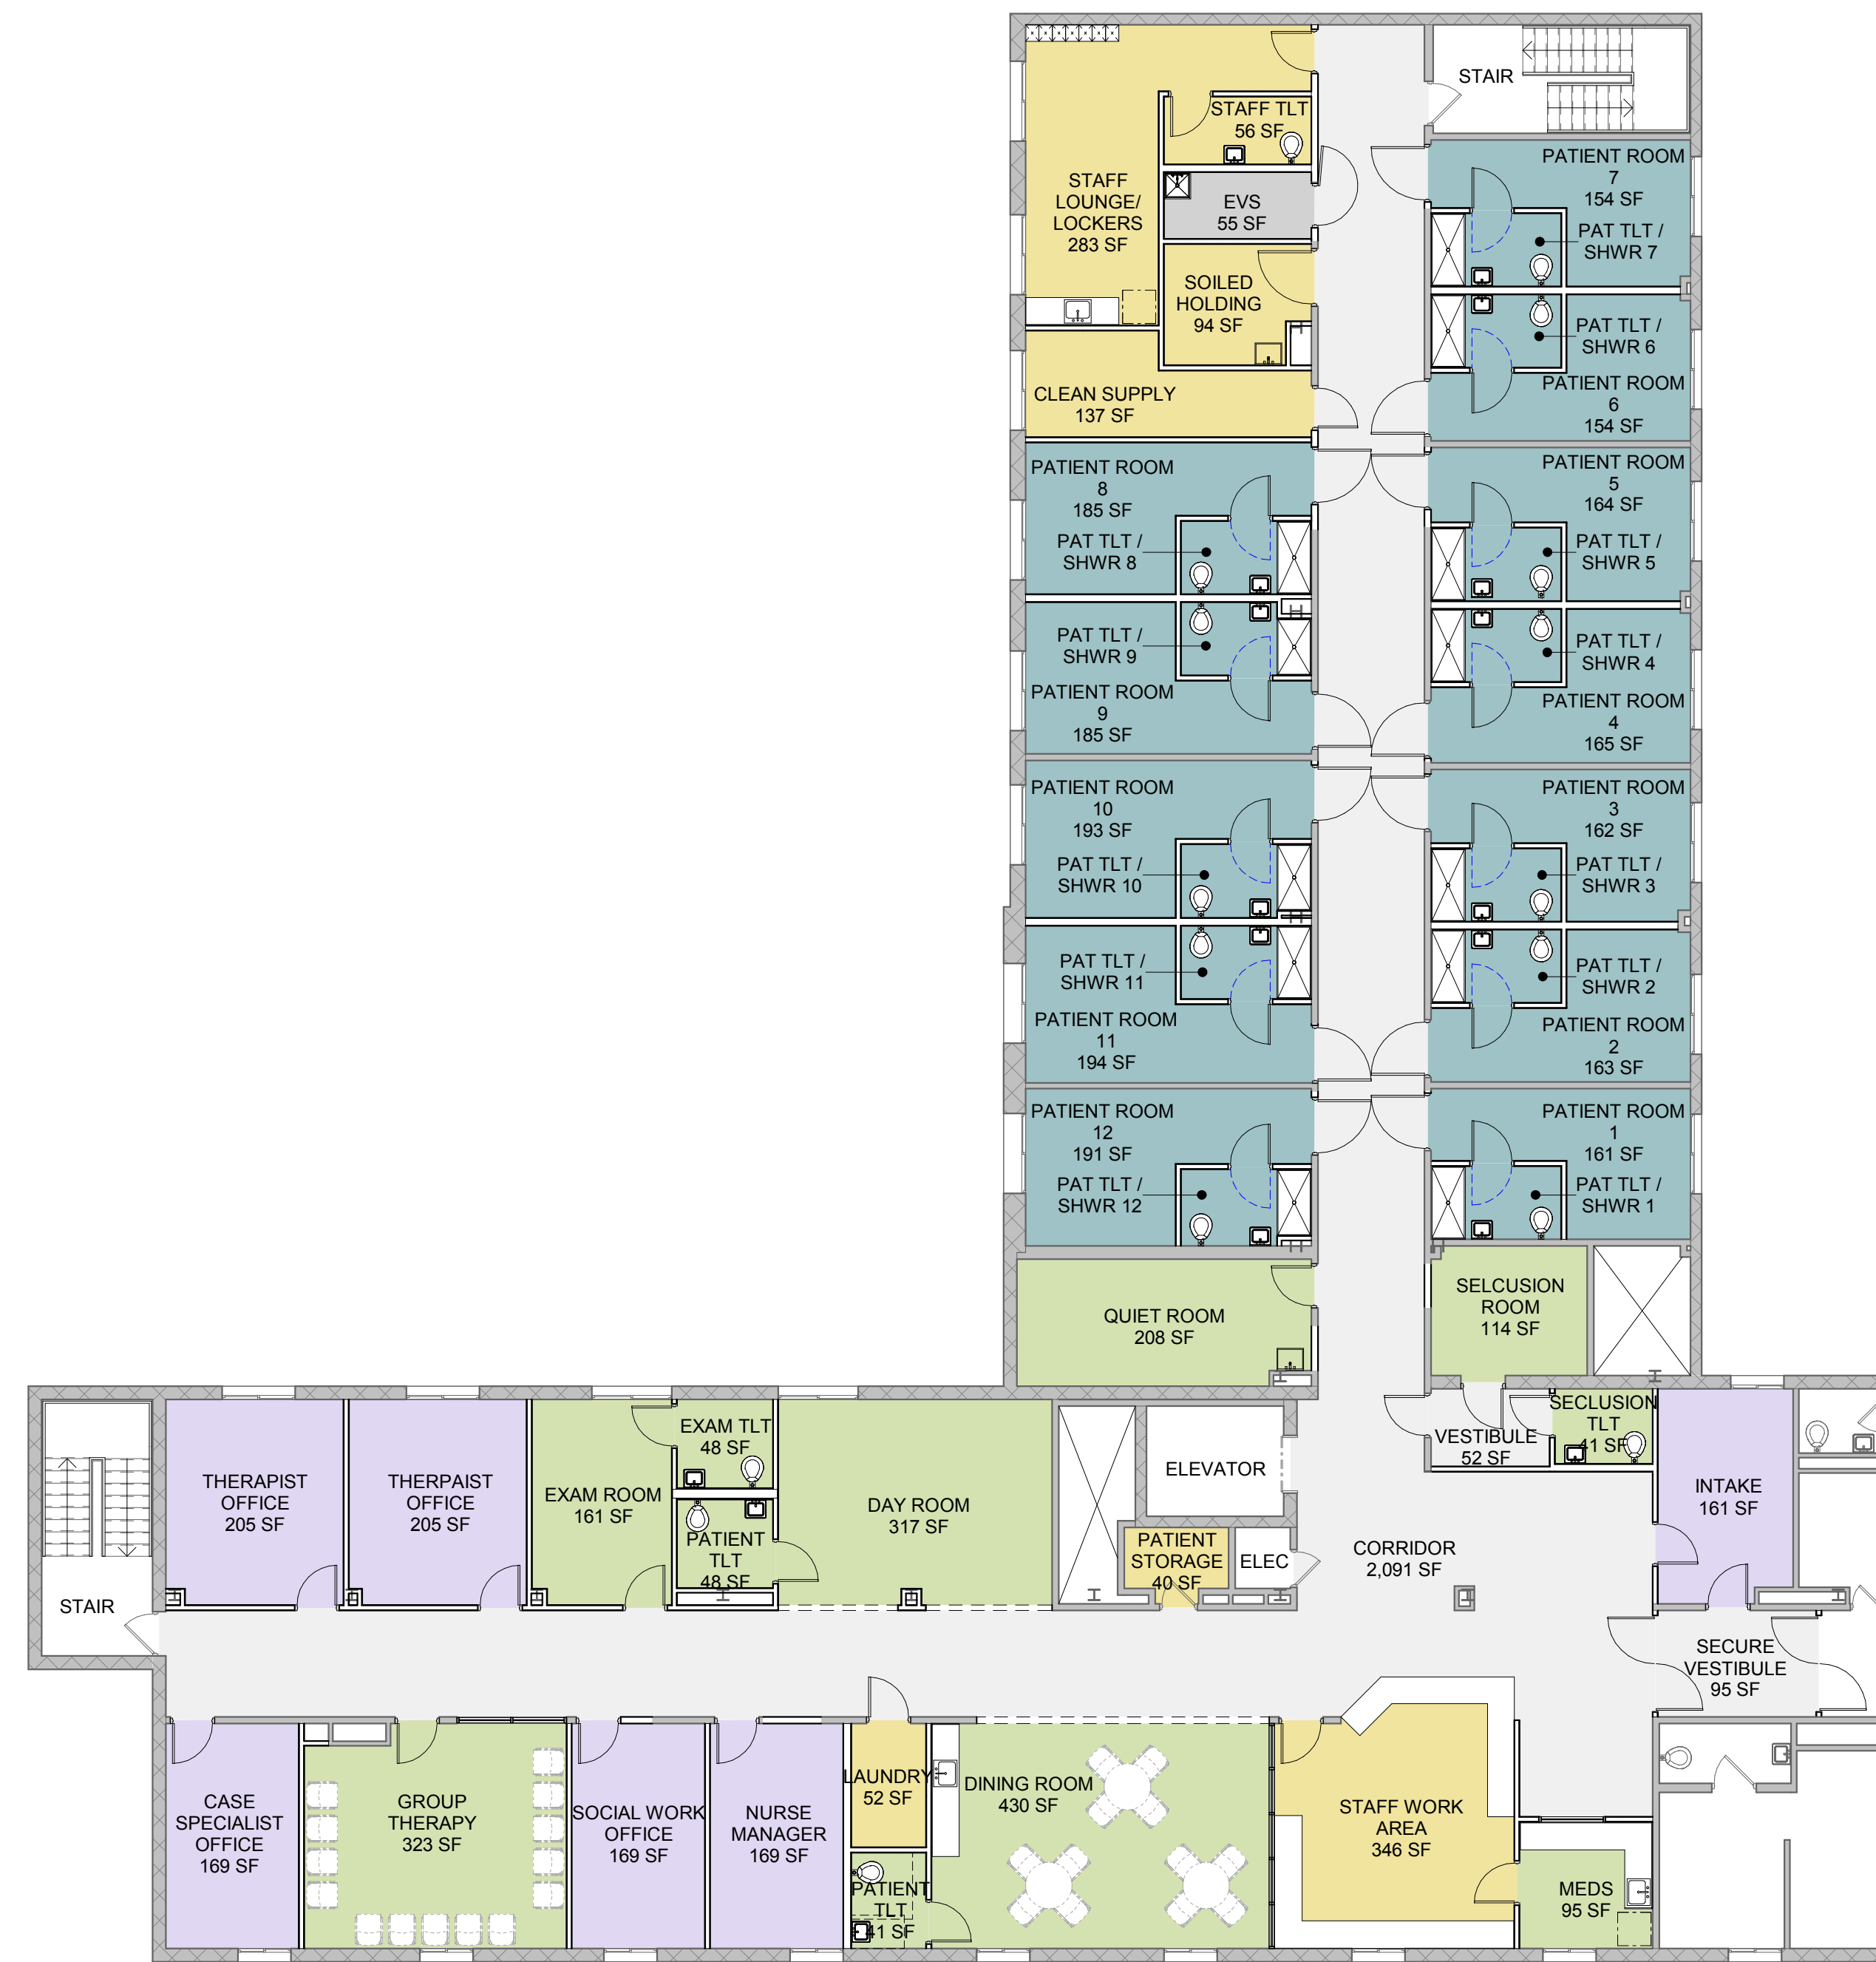 STAIR
STAFF TLT
56 SF
PATIENT ROOM
7
154 SF
STAFF
LOUNGE/
LOCKERS
283 SF
EVS
55 SF
PAT TLT /
SHWR 7
SOILED
HOLDING
94 SF
PAT TLT /
SHWR 6
CLEAN SUPPLY
137 SF
PATIENT ROOM
6
154 SF
PATIENT ROOM
8
185 SF
PATIENT ROOM
5
164 SF
PAT TLT /
SHWR 8
PAT TLT /
SHWR 5
PAT TLT /
SHWR 9
PAT TLT /
SHWR 4
PATIENT ROOM
9
185 SF
PATIENT ROOM
4
165 SF
PATIENT ROOM
10
193 SF
PATIENT ROOM
3
162 SF
PAT TLT /
SHWR 10
PAT TLT /
SHWR 3
PAT TLT /
SHWR 11
PAT TLT /
SHWR 2
PATIENT ROOM
11
194 SF
PATIENT ROOM
2
163 SF
PATIENT ROOM
12
191 SF
PATIENT ROOM
1
161 SF
PAT TLT /
SHWR 12
PAT TLT /
SHWR 1
QUIET ROOM
208 SF
SELCUSION
ROOM
114 SF
THERAPIST
OFFICE
205 SF
THERPAIST
OFFICE
205 SF
EXAM ROOM
161 SF
EXAM TLT
48 SF
PATIENT
TLT
48 SF
DAY ROOM
317 SF
ELEVATOR
PATIENT
STORAGE
40 SF
ELEC
VESTIBULE
52 SF
SECLUSION
TLT
41 SF
INTAKE
161 SF
CORRIDOR
2,091 SF
STAIR
SECURE
VESTIBULE
95 SF
CASE
SPECIALIST
OFFICE
169 SF
GROUP
THERAPY
323 SF
SOCIAL WORK
OFFICE
169 SF
NURSE
MANAGER
169 SF
LAUNDRY
52 SF
PATIENT
TLT
41 SF
DINING ROOM
430 SF
STAFF WORK
AREA
346 SF
MEDS
95 SF